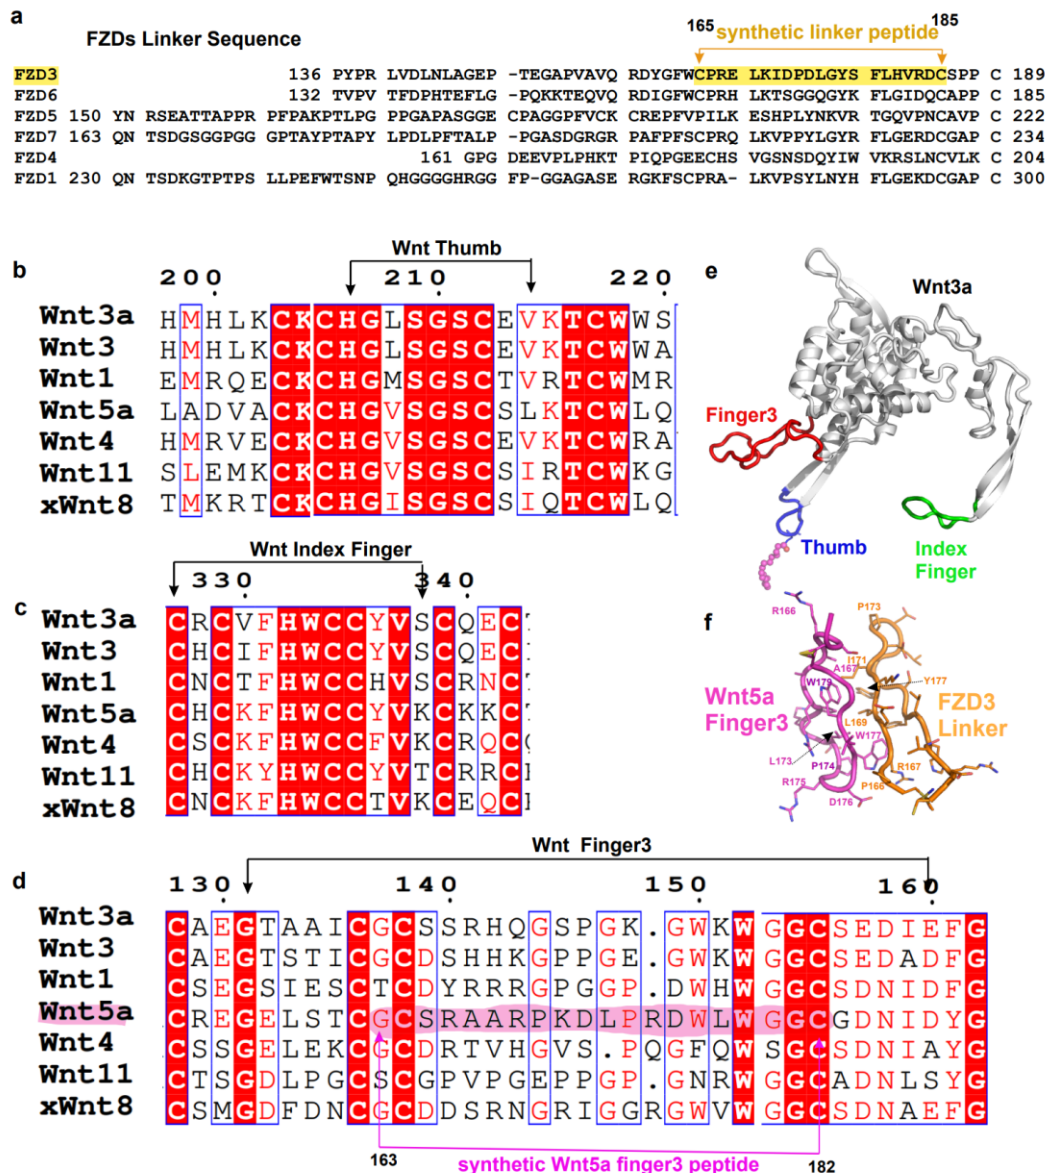 a
165 185
FZDs Linker Sequence
synthetic linker peptide
FZD3 136 PYPR LVDLNLAGEP -TEGAPVAVQ RDYGFWCPRE LKIDPDLGYS FLHVRDCSPP C 189
FZD6 132 TVPV TFDPHTEFLG -PQKKTEQVQ RDIGFWCPRH LKTSGGQGYK FLGIDQCAPP C 185
FZD5 150 YN RSEATTAPPR PFPAKPTLPG PPGAPASGGE CPAGGPFVCK CREPFVPILK ESHPLYNKVR TGQVPNCAVP C 222
FZD7 163 QN TSDGSGGPGG GPTAYPTAPY LPDLPFTALP -PGASDGRGR PAFPFSCPRQ LKVPPYLGYR FLGERDCGAP C 234
FZD4 161 GPG DEEVPLPHKT PIQPGEECHS VGSNSDQYIW VKRSLNCVLK C 204
FZD1 230 QN TSDKGTPTPS LLPEFWTSNP QHGGGGHRGG FP-GGAGASE RGKFSCPRA- LKVPSYLNYH FLGEKDCGAP C 300
b
Wnt Thumb
200 210 220
Wnt3a HMHLKCKCHGLSGSCEVKTCWWS
Wnt3 HMHLKCKCHGLSGSCEVKTCWWA
Wnt1 EMRQECKCHGMSGSCTVRTCWMR
Wnt5a LADVACKCHGVSGSCSLKTCWLQ
Wnt4 HMRVECKCHGVSGSCEVKTCWRA
Wnt11 SLEMKCKCHGVSGSCSIRTCWKG
xWnt8 TMKRTCKCHGISGSCSIQTCWLQ
c
Wnt Index Finger
330 340
Wnt3a CRCVFHWCCYVSCQEC
Wnt3 CHCIFHWCCYVSCQEC
Wnt1 CNCTFHWCCHVSCRNC
Wnt5a CHCKFHWCCYVKCKKC
Wnt4 CSCKFHWCCFVKCRQC
Wnt11 CHCKYHWCCYVTCRRC
xWnt8 CNCKFHWCCTVKCEQC
e
Wnt3a
Finger3
Thumb
Index
Finger
f
R166
P173
I171
A167
W179
Y177
Wnt5a
Finger3
FZD3
Linker
L169
W177
L173
P174
R167
R175
P166
D176
d
Wnt Finger3
130 140 150 160
Wnt3a CAEGTAAICGCSSRHQGSPGK.GWKWGGCSEDIEFG
Wnt3 CAEGTSTICGCDSHHKGPPGE.GWKWGGCSEDADFG
Wnt1 CSEGSIESCTCDYRRRGPGGP.DWHWGGCSDNIDFG
Wnt5a CREGELSTCGCSRAARPKDLPRDWLWGGCGDNIDYG
Wnt4 CSSGELEKCGCDRTVHGVS.PQGFQWSGCSDNIAYG
Wnt11 CTSGDLPGCSCGPVPGEPPGP.GNRWGGCADNLSYG
xWnt8 CSMGDFDNCGCDDSRNGRIGGRGWVWGGCSDNAEFG
163 synthetic Wnt5a finger3 peptide 182